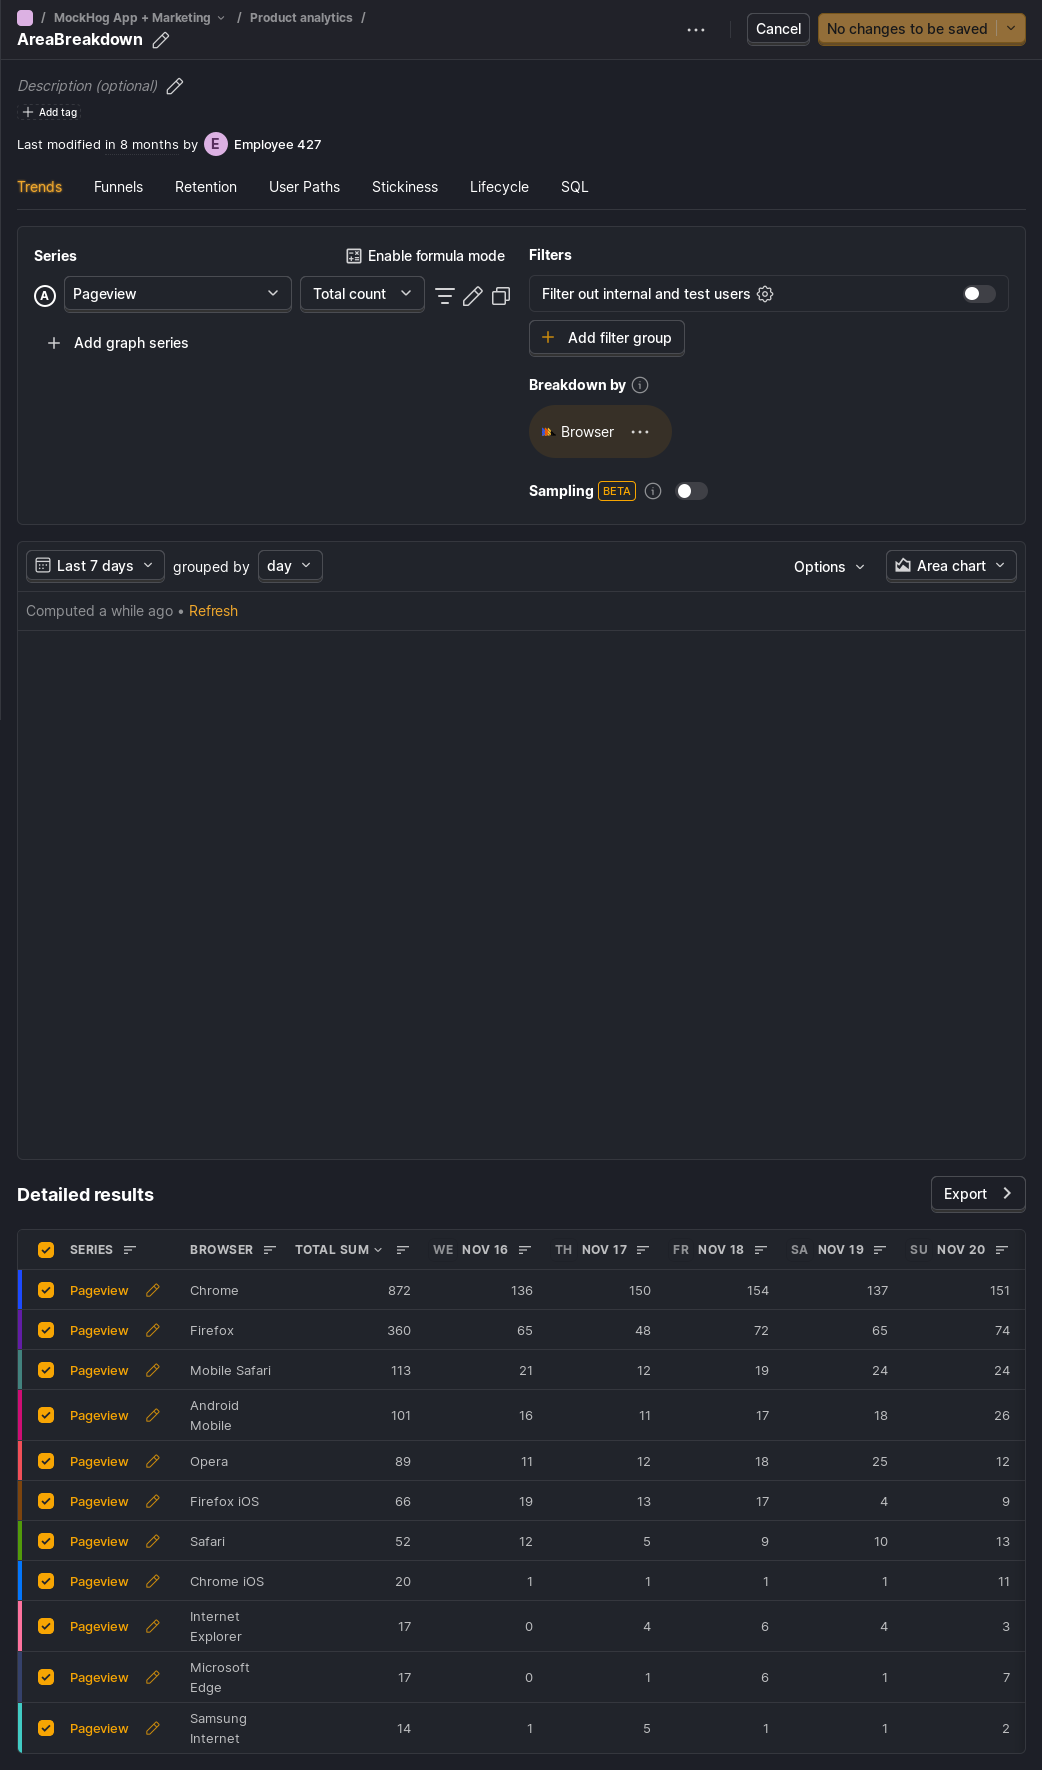 / MockHog App + Marketing / Product analytics /
AreaBreakdown
Cancel
No changes to be saved
Description (optional)
Add tag
Last modified in 8 months by E Employee 427
Trends Funnels Retention User Paths Stickiness Lifecycle SQL
Series
Enable formula mode
A Pageview Total count
Add graph series
Filters
Filter out internal and test users
Add filter group
Breakdown by
Browser
Sampling BETA
Last 7 days grouped by day
Options Area chart
Computed a while ago • Refresh
Detailed results
Export
SERIES BROWSER TOTAL SUM WE NOV 16 TH NOV 17 FR NOV 18 SA NOV 19 SU NOV 20
Pageview Chrome 872 136 150 154 137 151
Pageview Firefox 360 65 48 72 65 74
Pageview Mobile Safari 113 21 12 19 24 24
Pageview Android Mobile 101 16 11 17 18 26
Pageview Opera 89 11 12 18 25 12
Pageview Firefox iOS 66 19 13 17 4 9
Pageview Safari 52 12 5 9 10 13
Pageview Chrome iOS 20 1 1 1 1 11
Pageview Internet Explorer 17 0 4 6 4 3
Pageview Microsoft Edge 17 0 1 6 1 7
Pageview Samsung Internet 14 1 5 1 1 2